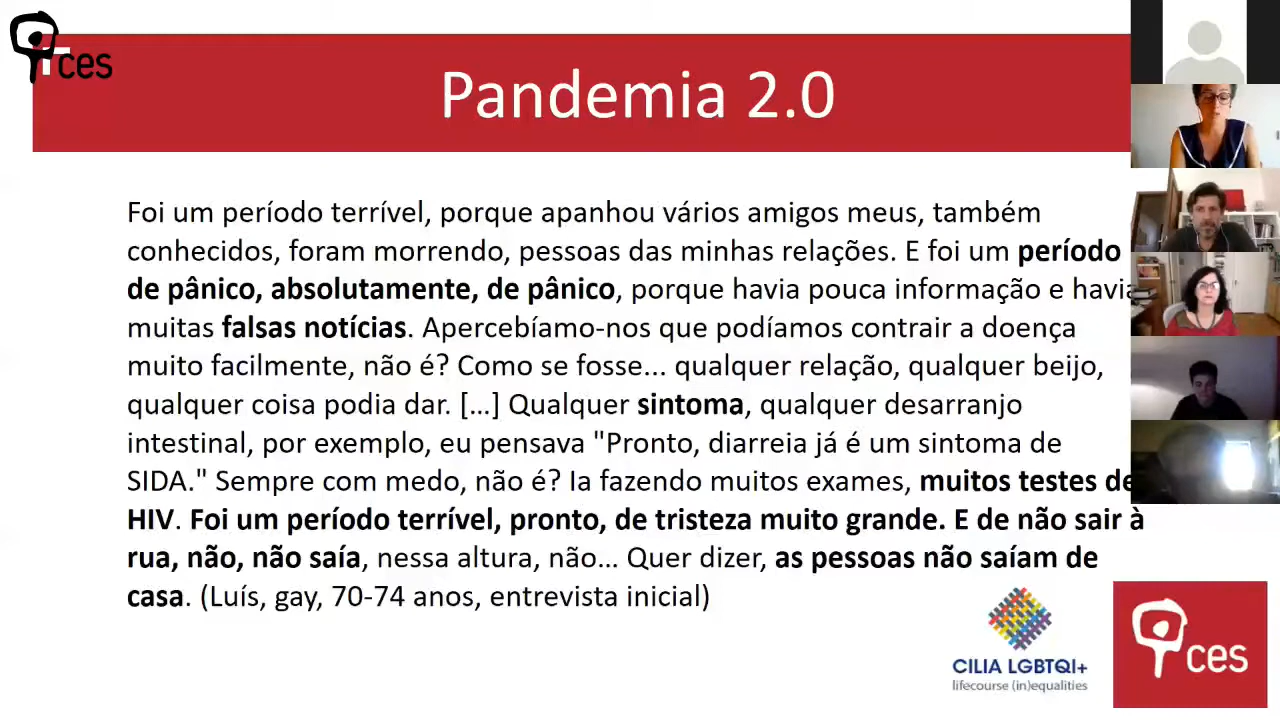 ces
Pandemia 2.0
Foi um período terrível, porque apanhou vários amigos meus, também
conhecidos, foram morrendo, pessoas das minhas relações. E foi um período
de pânico, absolutamente, de pânico, porque havia pouca informação e havia
muitas falsas notícias. Apercebíamo-nos que podíamos contrair a doença
muito facilmente, não é? Como se fosse... qualquer relação, qualquer beijo,
qualquer coisa podia dar. [...] Qualquer sintoma, qualquer desarranjo
intestinal, por exemplo, eu pensava "Pronto, diarreia já é um sintoma de
SIDA." Sempre com medo, não é? Ia fazendo muitos exames, muitos testes de
HIV. Foi um período terrível, pronto, de tristeza muito grande. E de não sair à
rua, não, não saía, nessa altura, não... Quer dizer, as pessoas não saíam de
casa. (Luís, gay, 70-74 anos, entrevista inicial)
CILIA LGBTQI+
lifecourse (in)equalities
ces